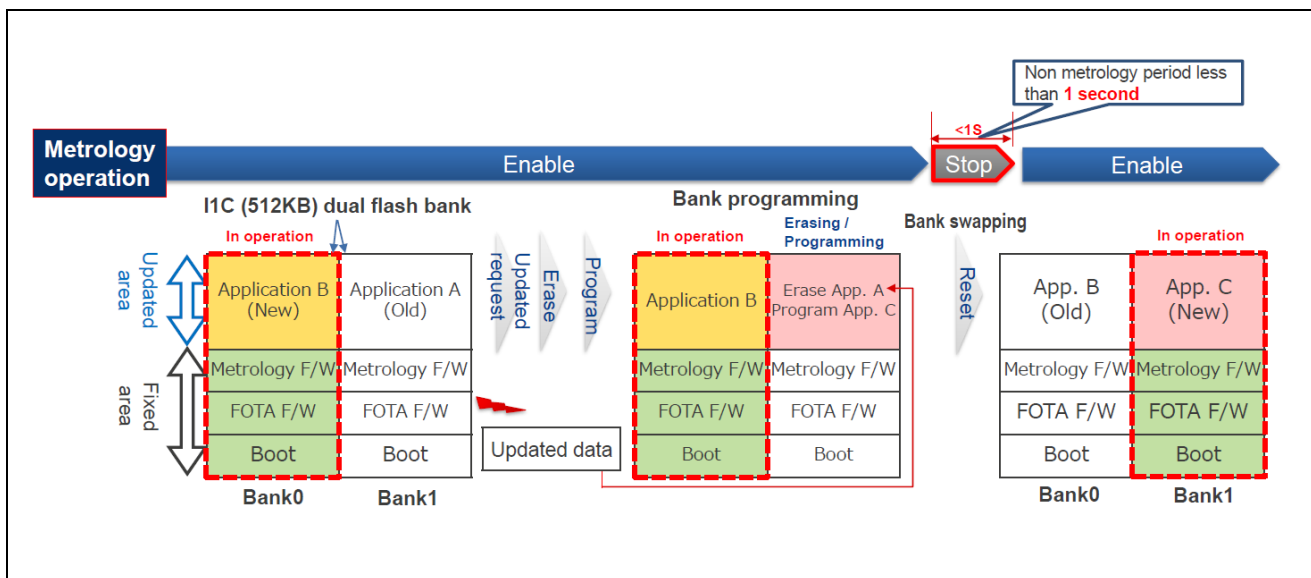 Non metrology period less
than 1 second
<1S
Metrology
operation
Enable
Stop
Enable
I1C (512KB) dual flash bank
Bank programming
Bank swapping
In operation
Updated
request
Erase
Program
In operation
Erasing /
Programming
Reset
In operation
Updated
area
Application B
(New)
Application A
(Old)
Application B
Erase App. A
Program App. C
App. B
(Old)
App. C
(New)
Fixed
area
Metrology F/W
Metrology F/W
Metrology F/W
Metrology F/W
Metrology F/W
Metrology F/W
FOTA F/W
FOTA F/W
FOTA F/W
FOTA F/W
FOTA F/W
FOTA F/W
Boot
Boot
Updated data
Boot
Boot
Boot
Boot
Bank0
Bank1
Bank0
Bank1